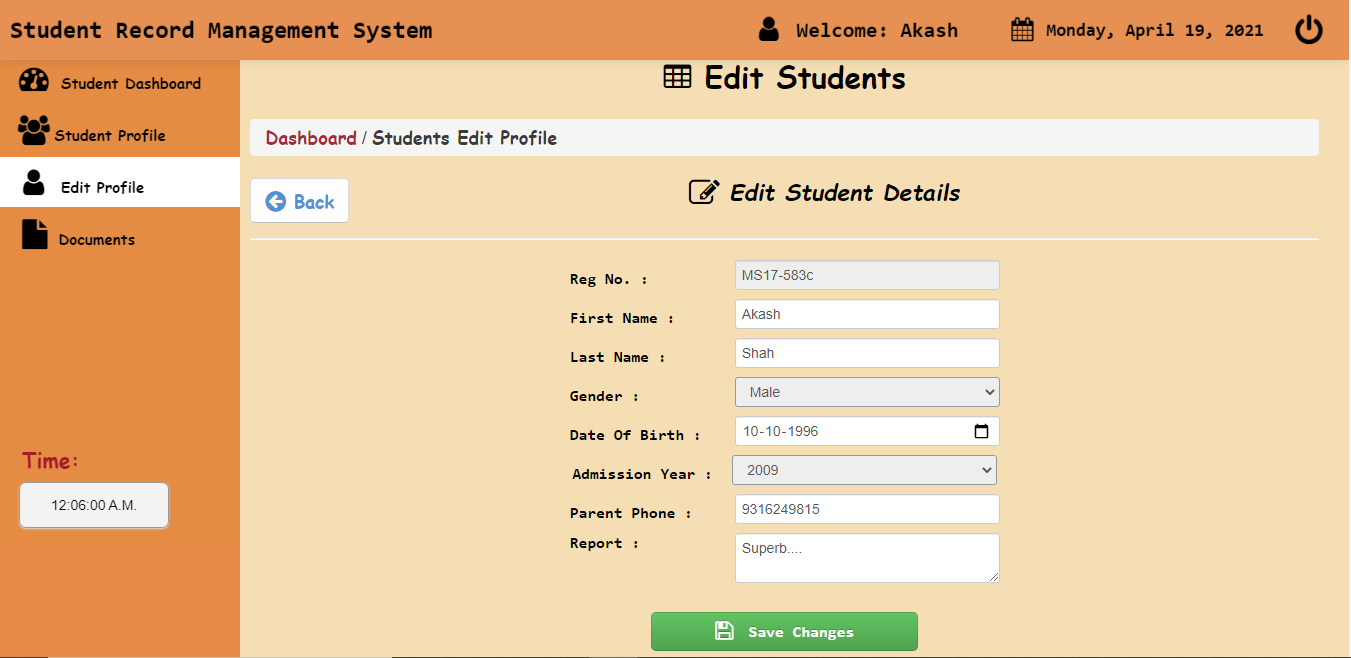 Student Record Management System Welcome: Akash Monday, April 19, 2021
Student Dashboard
Student Profile
Edit Profile
Documents
Time:
12:06:00 A.M.
Edit Students
Dashboard / Students Edit Profile
Back
Edit Student Details
Reg No. : MS17-583c
First Name : Akash
Last Name : Shah
Gender : Male
Date Of Birth : 10-10-1996
Admission Year : 2009
Parent Phone : 9316249815
Report : Superb....
Save Changes